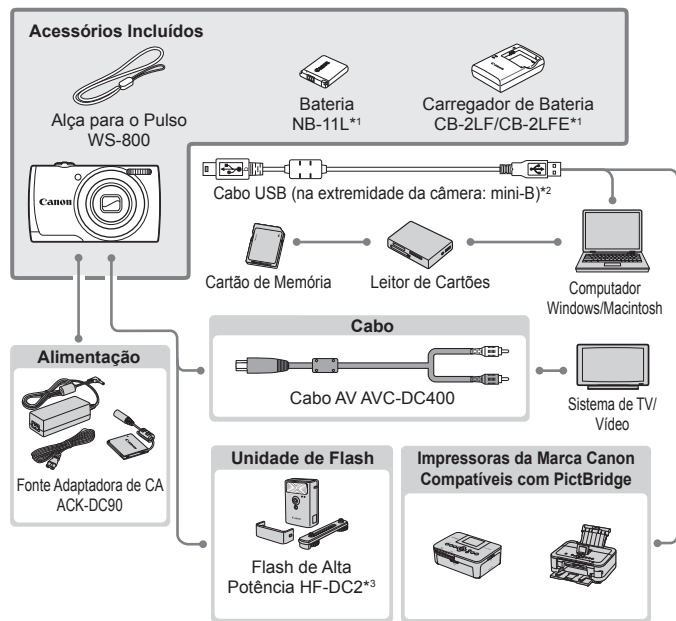 Acessórios Incluídos
Alça para o Pulso
WS-800
Bateria
NB-11L*1
Carregador de Bateria
CB-2LF/CB-2LFE*1
Canon
Cabo USB (na extremidade da câmera: mini-B)*2
Cartão de Memória
Leitor de Cartões
Computador
Windows/Macintosh
Cabo
Cabo AV AVC-DC400
Sistema de TV/
Vídeo
Alimentação
Fonte Adaptadora de CA
ACK-DC90
Unidade de Flash
Flash de Alta
Potência HF-DC2*3
Impressoras da Marca Canon
Compatíveis com PictBridge